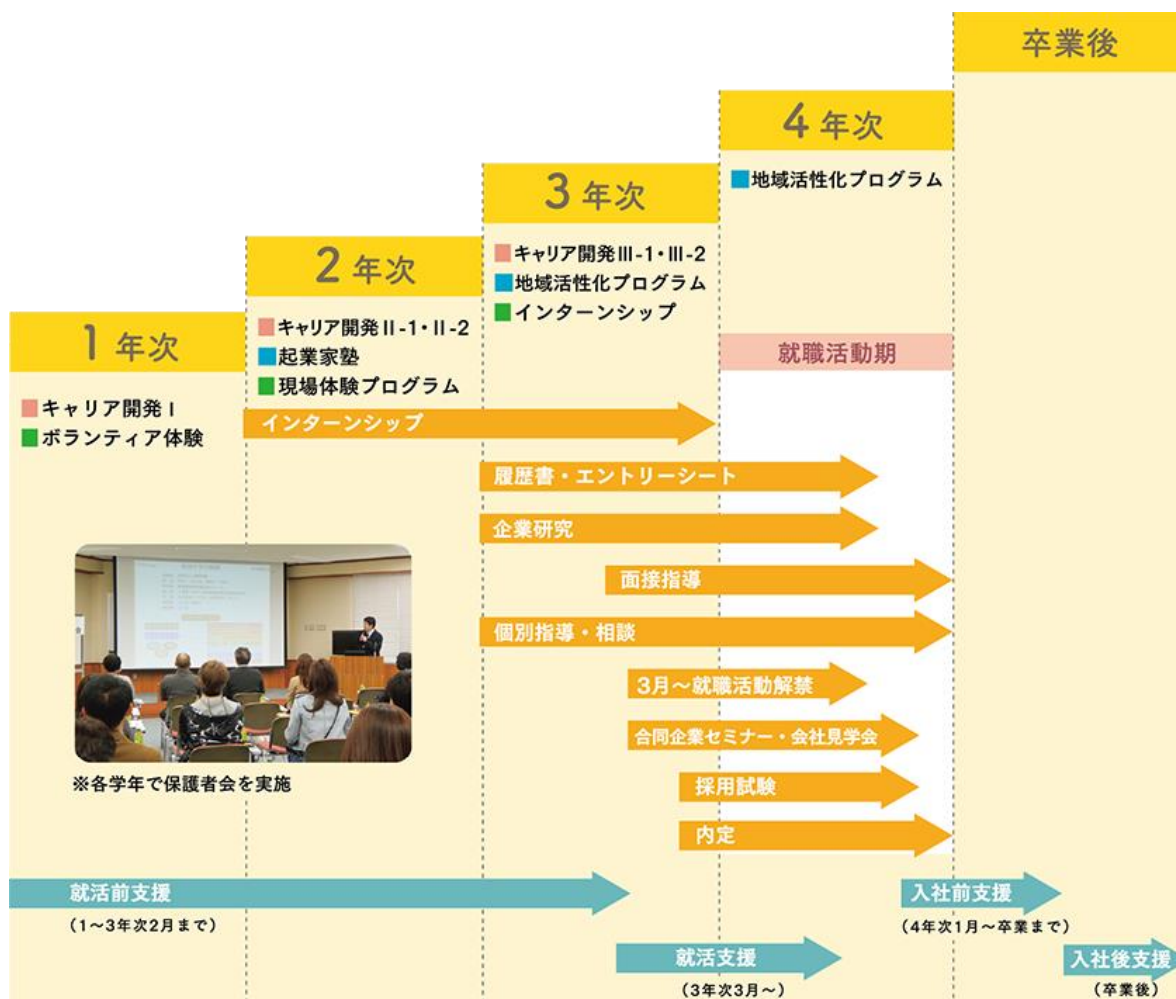 卒業後
4 年次
■地域活性化プログラム
3 年次
■キャリア開発III-1・III-2
■地域活性化プログラム
■インターンシップ
2 年次
■キャリア開発II-1・II-2
■起業家塾
■現場体験プログラム
1 年次
■キャリア開発 I
■ボランティア体験
就職活動期
インターンシップ
履歴書・エントリーシート
企業研究
面接指導
個別指導・相談
3月～就職活動解禁
合同企業セミナー・会社見学会
採用試験
内定
※各学年で保護者会を実施
就活前支援
（1～3年次2月まで）
就活支援
（3年次3月～）
入社前支援
（4年次1月～卒業まで）
入社後支援
（卒業後）